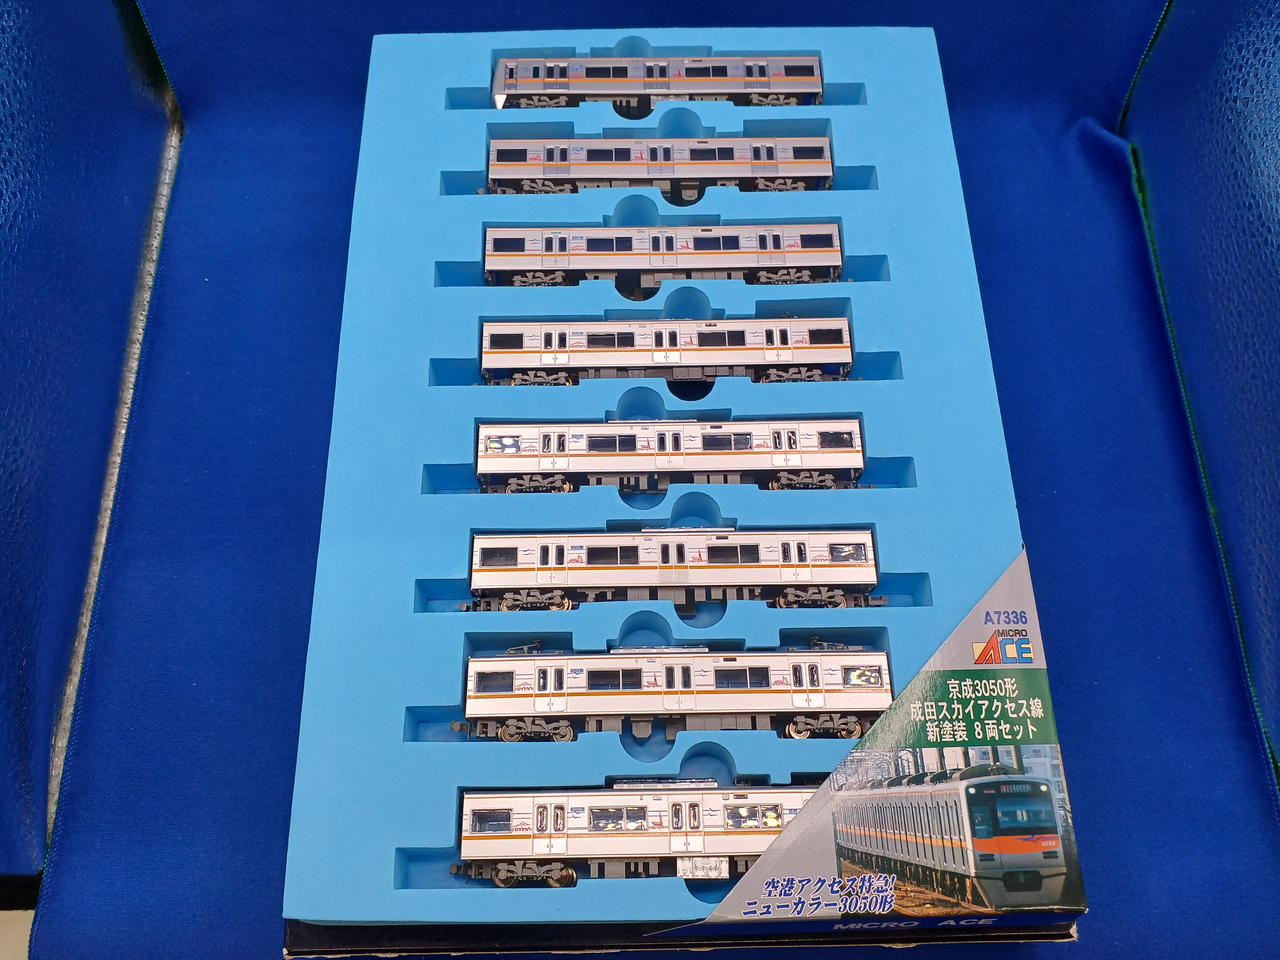 A7336
MICRO
ACE
京成3050形
成田スカイアクセス線
新塗装 8両セット
空港アクセス特急!
ニューカラー3050形
MICRO ACE